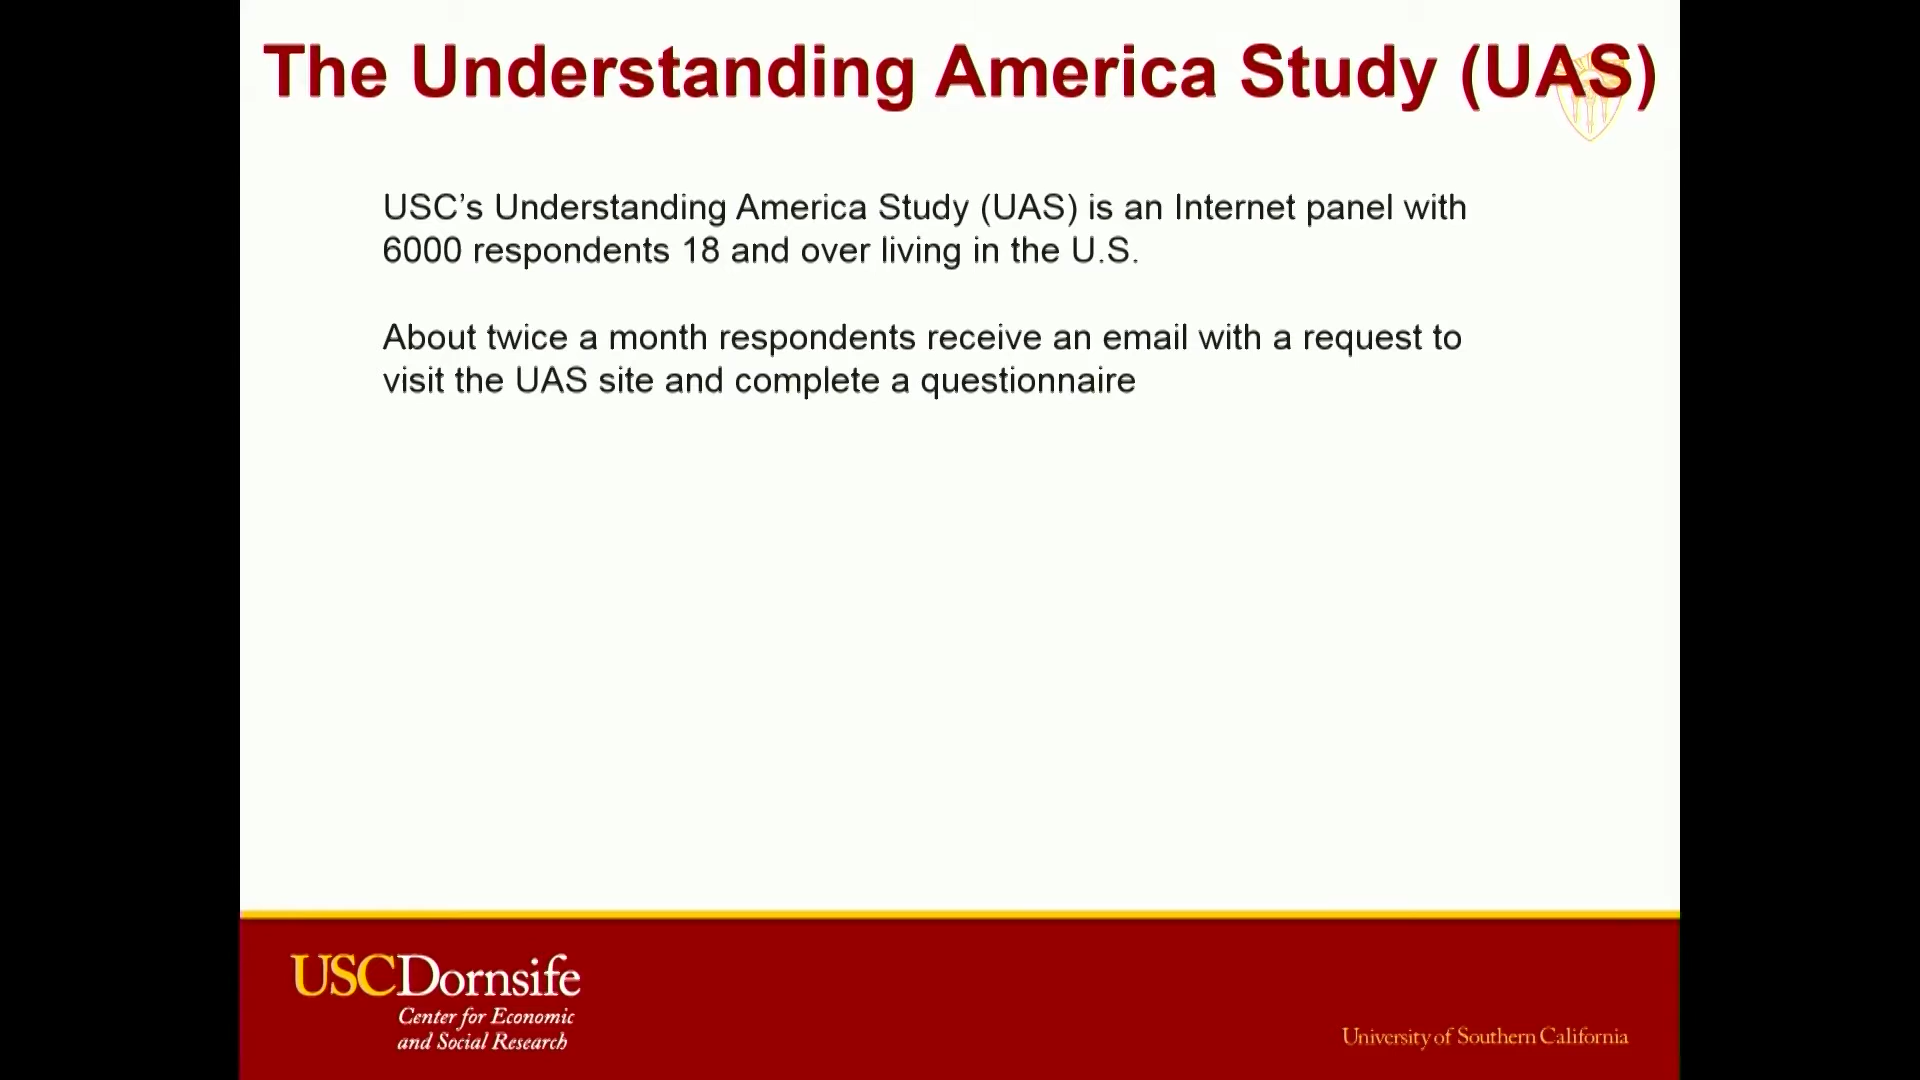 The Understanding America Study (UAS)
USC’s Understanding America Study (UAS) is an Internet panel with
6000 respondents 18 and over living in the U.S.
About twice a month respondents receive an email with a request to
visit the UAS site and complete a questionnaire
USCDornsife
Center for Economic
and Social Research
University of Southern California